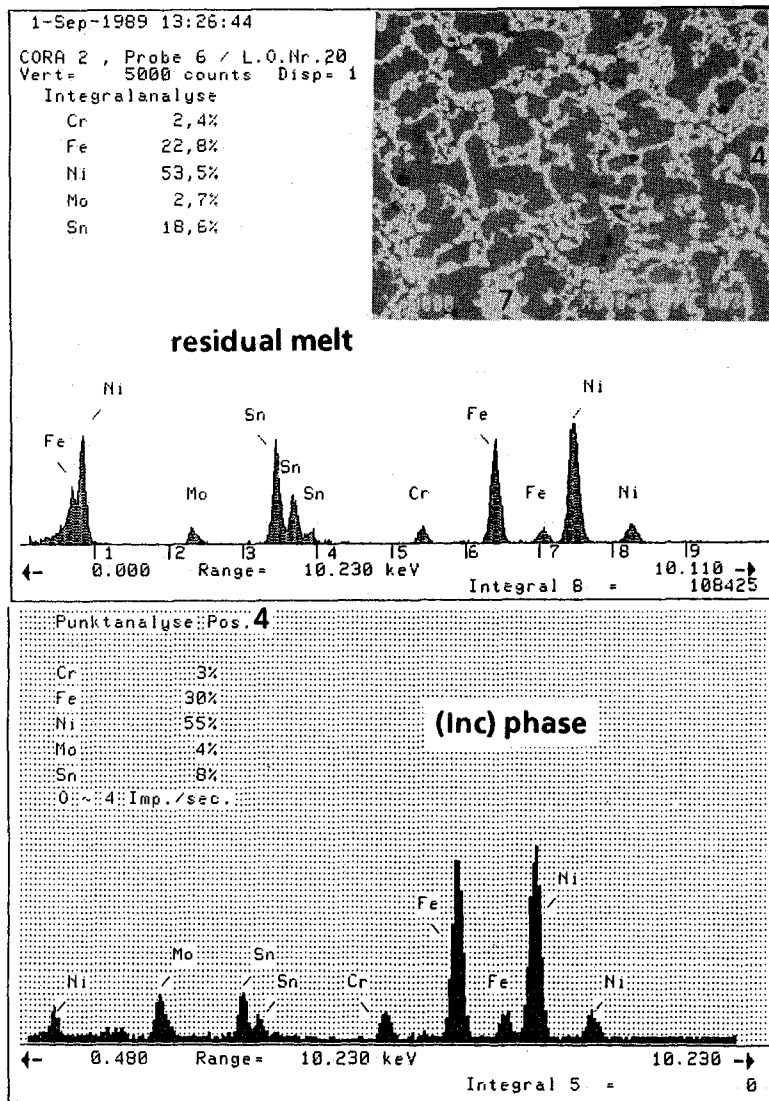 1-Sep-1989 13:26:44
CORA 2 , Probe 6 / L.O.Nr.20
Vert= 5000 counts Disp= 1
Integralanalyse
Cr 2,4%
Fe 22,8%
Ni 53,5%
Mo 2,7%
Sn 18,6%
4
7
residual melt
Ni
Fe
Mo
Sn
Sn
Sn
Cr
Fe
Fe
Ni
Ni
1 2 3 4 5 6 7 8 9
0.000 Range= 10.230 keV 10.110
Integral 8 = 108425
Punktanalyse Pos.4
Cr 3%
Fe 30%
Ni 55%
Mo 4%
Sn 8%
O ~ 4 Imp./sec.
(Inc) phase
Ni
Mo
Sn
Sn
Cr
Fe
Fe
Ni
Ni
0.480 Range= 10.230 keV 10.230
Integral 5 = 0